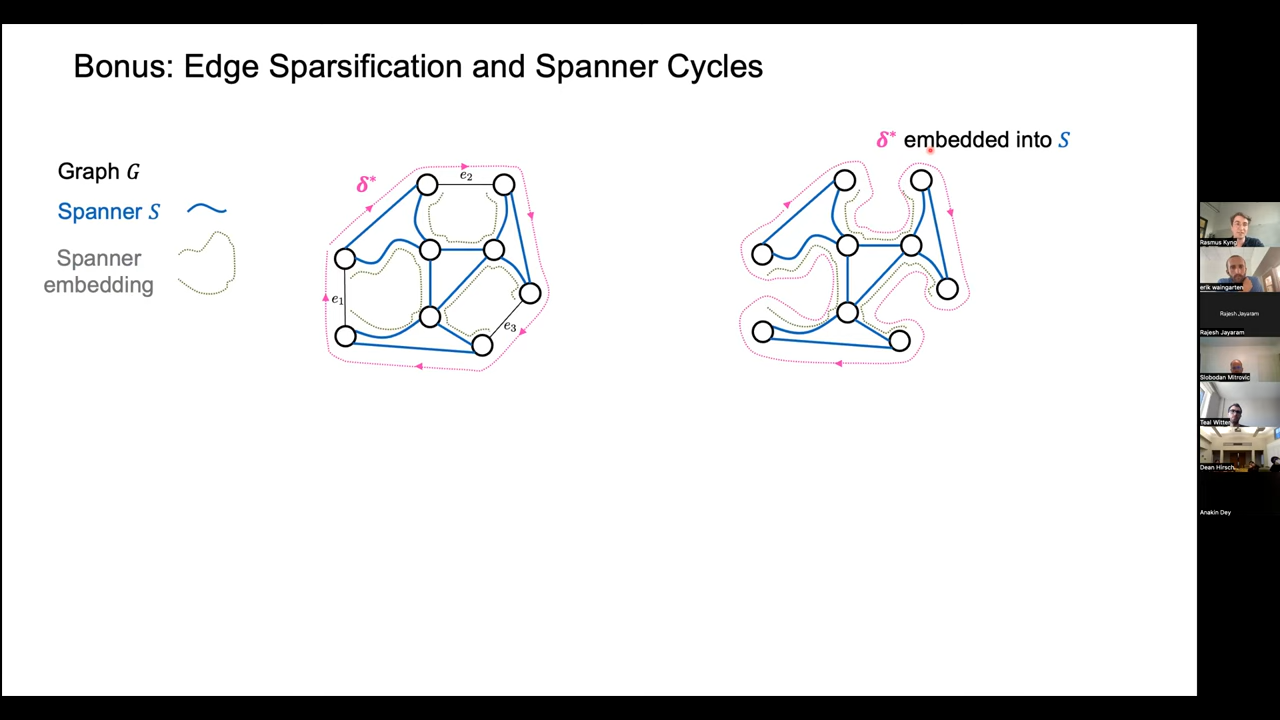 Bonus: Edge Sparsification and Spanner Cycles
Graph G
Spanner S
Spanner
embedding
δ*
e₂
e₁
e₃
δ* embedded into S
Rasmus Kyng
erik waingarten
Rajesh Jayaram
Rajesh Jayaram
Slobodan Mitrovic
Teal Witter
Dean Hirsch
Anakin Dey